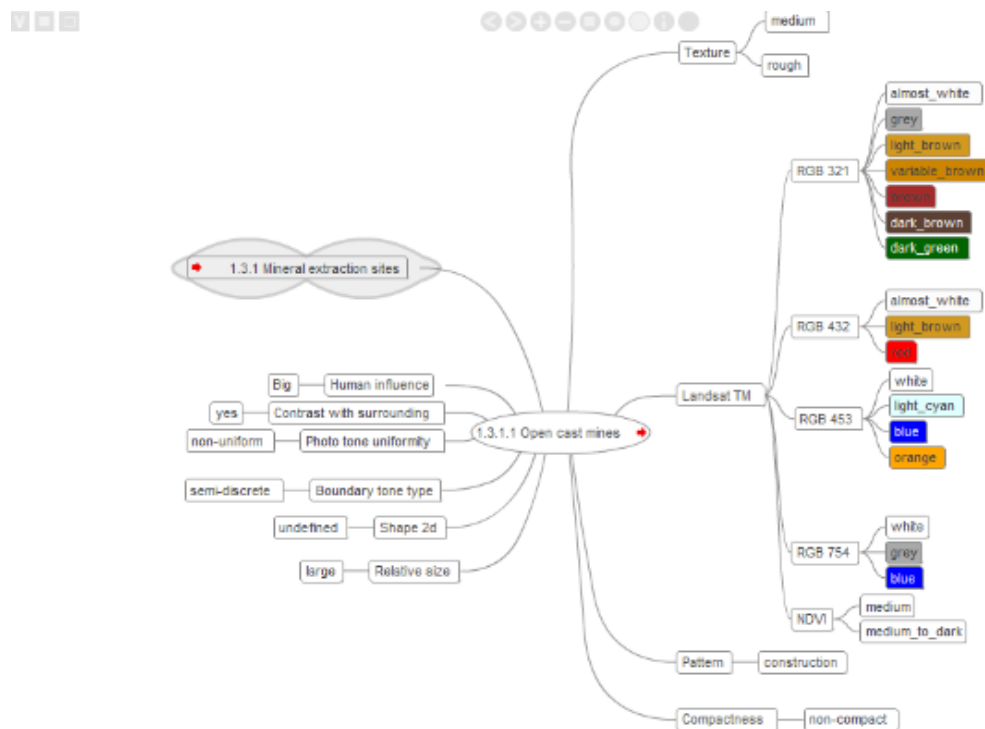 Texture
medium
rough
1.3.1 Mineral extraction sites
Human influence
Big
Contrast with surrounding
yes
Photo tone uniformity
non-uniform
Boundary tone type
semi-discrete
Shape 2d
undefined
Relative size
large
1.3.1.1 Open cast mines
Landsat TM
RGB 321
almost_white
grey
light_brown
variable_brown
brown
dark_brown
dark_green
RGB 432
almost_white
light_brown
red
RGB 453
white
light_cyan
blue
orange
RGB 754
white
grey
blue
NDVI
medium
medium_to_dark
Pattern
construction
Compactness
non-compact